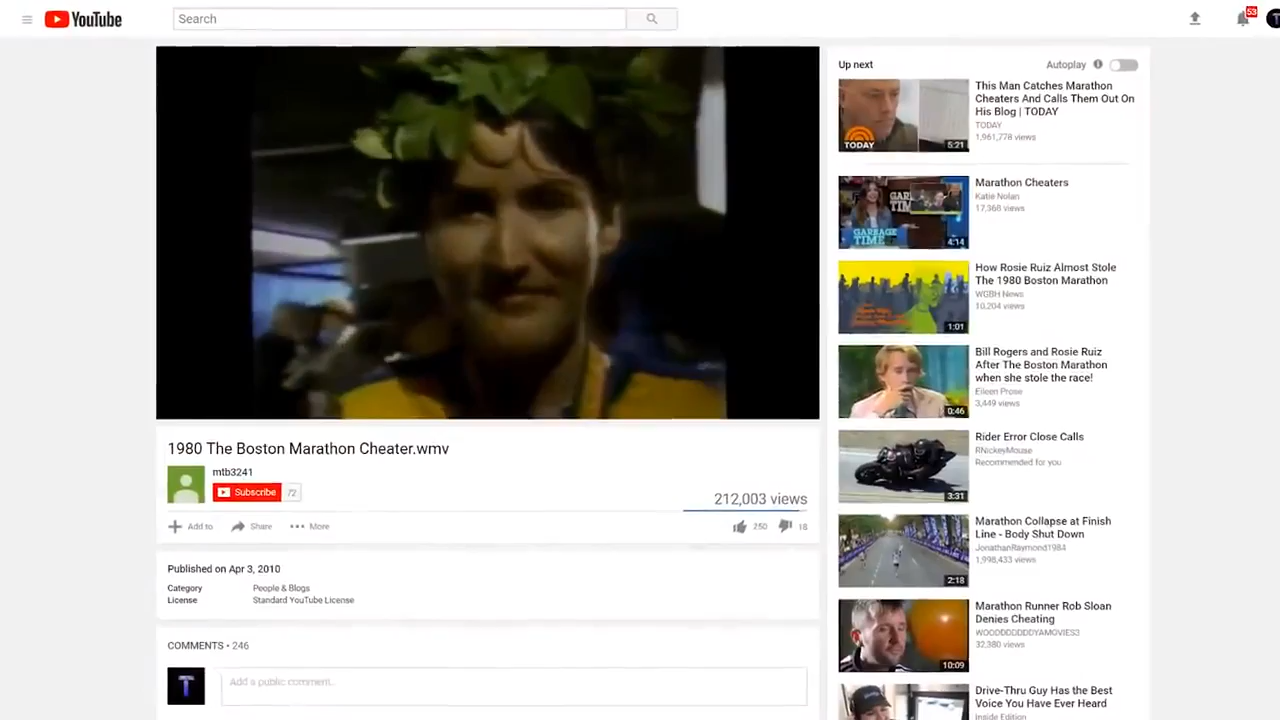 YouTube
Search
53
T
1980 The Boston Marathon Cheater.wmv
mtb3241
Subscribe
72
212,003 views
Add to
Share
More
250
18
Published on Apr 3, 2010
Category
People & Blogs
License
Standard YouTube License
COMMENTS • 246
T
Add a public comment.
Up next
Autoplay
TODAY
5:21
This Man Catches Marathon
Cheaters And Calls Them Out On
His Blog | TODAY
TODAY
1,961,778 views
GARBAGE
TIME
4:14
Marathon Cheaters
Katie Nolan
17,368 views
1:01
How Rosie Ruiz Almost Stole
The 1980 Boston Marathon
WGBH News
10,204 views
0:46
Bill Rogers and Rosie Ruiz
After The Boston Marathon
when she stole the race!
Eileen Prose
3,449 views
3:31
Rider Error Close Calls
RNickeyMouse
Recommended for you
2:18
Marathon Collapse at Finish
Line - Body Shut Down
JonathanRaymond1984
1,998,433 views
10:09
Marathon Runner Rob Sloan
Denies Cheating
WOODDDDDDDYAMOVIES3
32,380 views
Drive-Thru Guy Has the Best
Voice You Have Ever Heard
Inside Edition